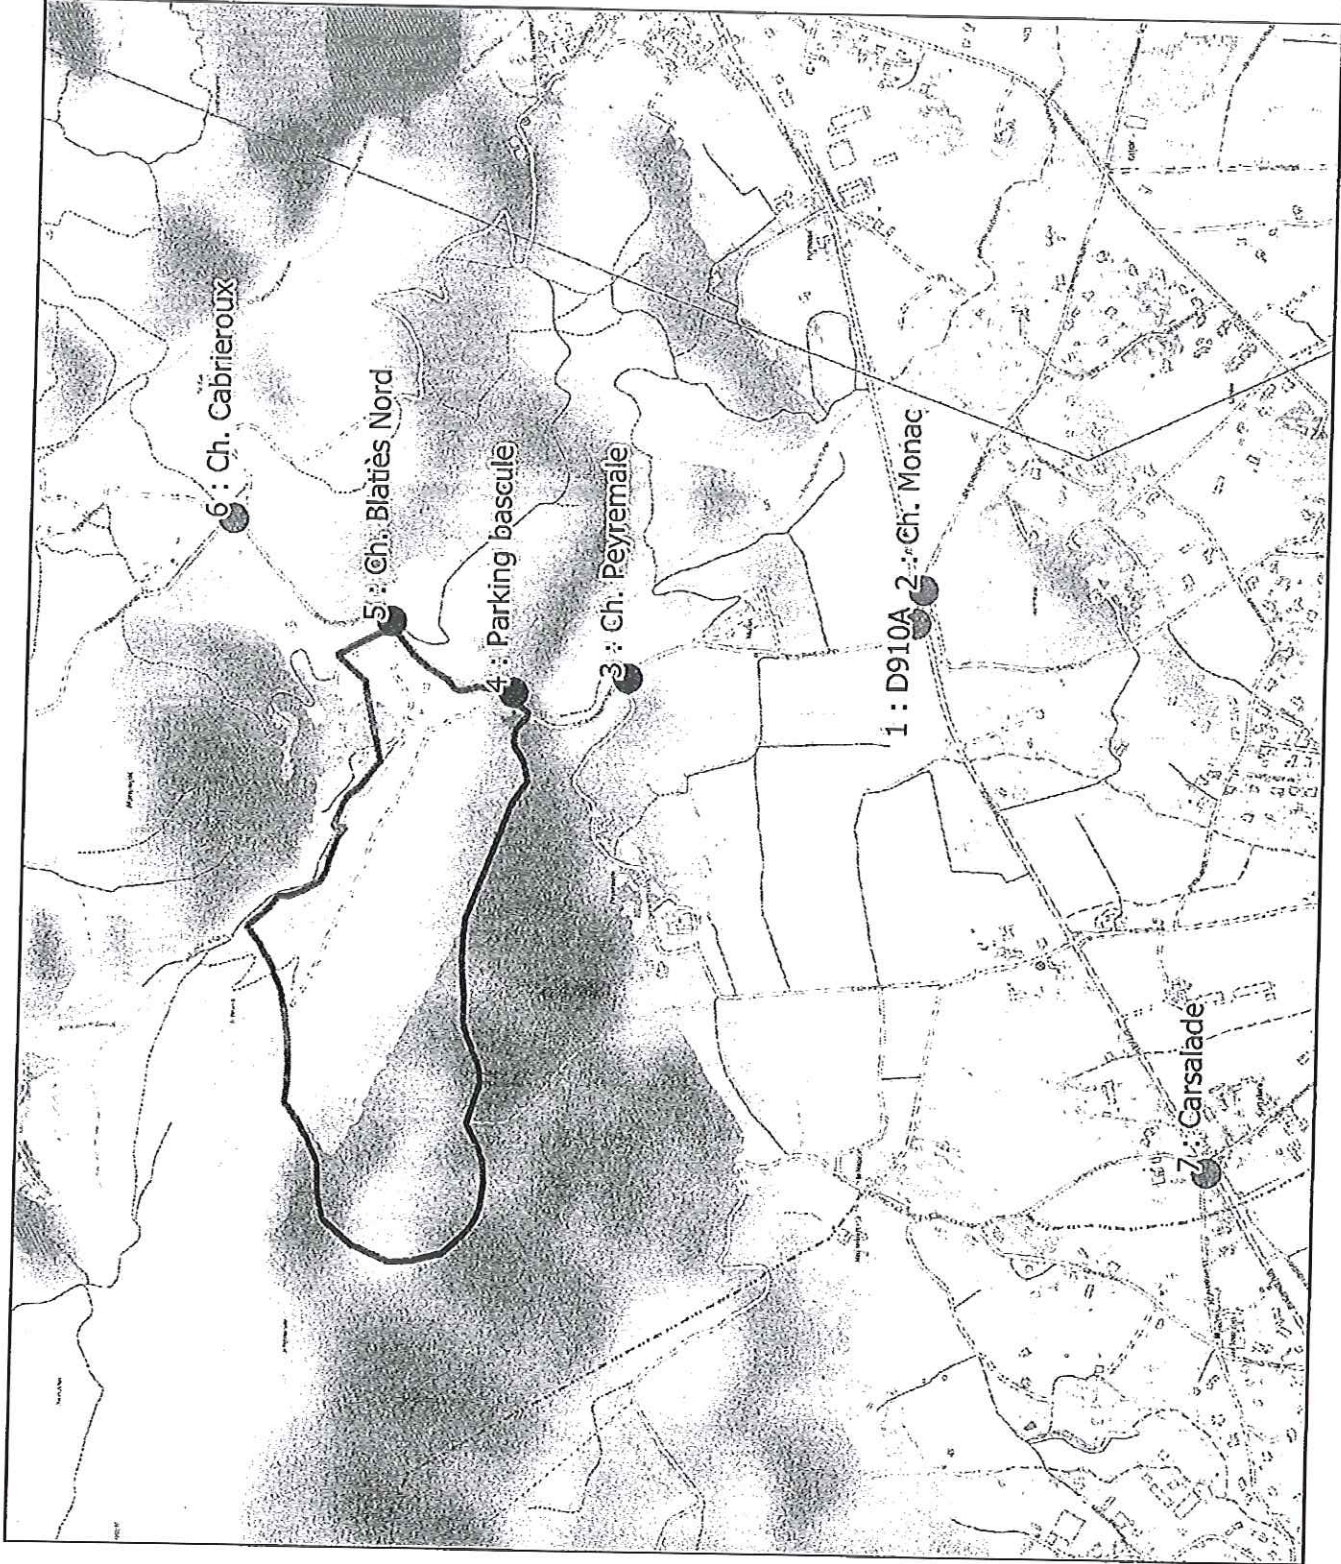 1 : D910A
2 : Ch. Monac
3 : Ch. Peyremale
4 : Parking bascule
5 : Ch. Blatiès Nord
6 : Ch. Cabrieroux
7 : Carsalade